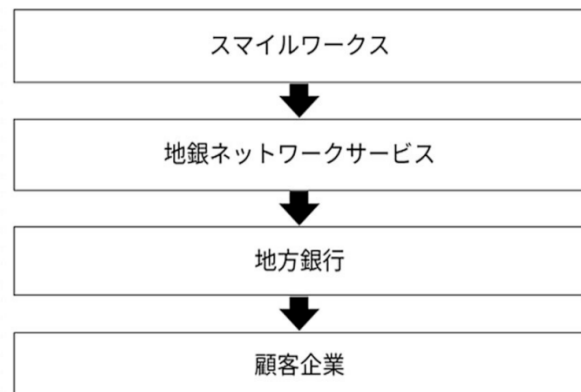 スマイルワークス
地銀ネットワークサービス
地方銀行
顧客企業